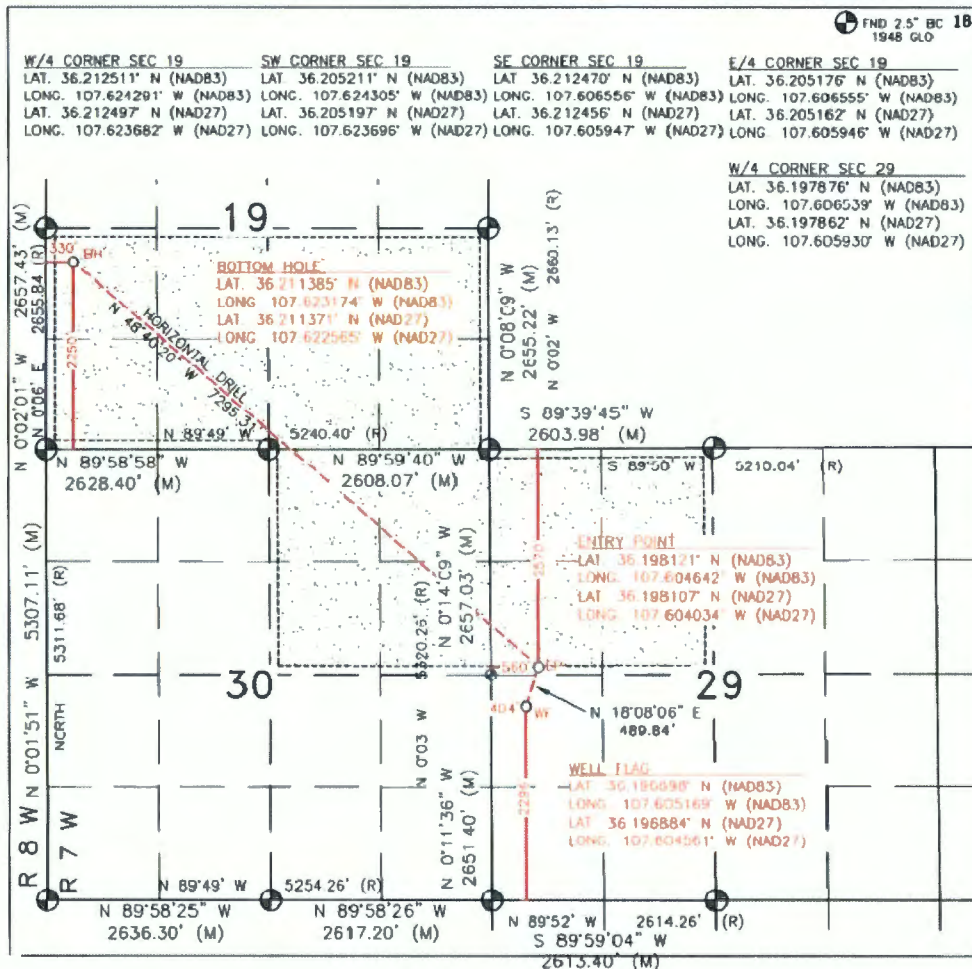 FND 2.5" BC 18
1948 GLO
W/4 CORNER SEC 19
LAT. 36.212511° N (NAD83)
LONG. 107.624291° W (NAD83)
LAT. 36.212497° N (NAD27)
LONG. 107.623682° W (NAD27)
SW CORNER SEC 19
LAT. 36.205211° N (NAD83)
LONG. 107.624305° W (NAD83)
LAT. 36.205197° N (NAD27)
LONG. 107.623696° W (NAD27)
SE CORNER SEC 19
LAT 36.212470° N (NAD83)
LONG. 107.606556° W (NAD83)
LAT. 36.212456° N (NAD27)
LONG. 107.605947° W (NAD27)
E/4 CORNER SEC 19
LAT. 36.205176° N (NAD83)
LONG. 107.606555° W (NAD83)
LAT. 36.205162° N (NAD27)
LONG. 107.605946° W (NAD27)
W/4 CORNER SEC 29
LAT. 36.197876° N (NAD83)
LONG. 107.606539° W (NAD83)
LAT. 36.197862° N (NAD27)
LONG. 107.605930° W (NAD27)
19
330' BH
BOTTOM HOLE
LAT. 36.211385° N (NAD83)
LONG 107.623174° W (NAD83)
LAT. 36.211371° N (NAD27)
LONG 107.622565° W (NAD27)
N 0°02'01" W 2657.43' (M)
N 0°06' E 2655.84' (R)
2250'
HORIZONTAL DRILL
N 48°40'20" W 7295.31'
N 0°08'09" W
2655.22' (M)
N 0°02' W 2660.13' (R)
S 89°39'45" W
2603.98' (M)
N 89°49' W 5240.40' (R)
N 89°58'58" W
2628.40' (M)
N 89°59'40" W
2608.07' (M)
S 89°50' W 5210.04' (R)
2570'
ENTRY POINT
LAT. 36.198121° N (NAD83)
LONG. 107.604642° W (NAD83)
LAT 36.198107° N (NAD27)
LONG. 107.604034° W (NAD27)
N 0°01'51" W 5307.11' (M)
NORTH 5311.68' (R)
N 0°03' W 5320.26' (R)
N 0°14'09" W
2657.03' (M)
560' EP
30
29
404' WF
N 18°08'06" E
489.84'
WELL FLAG
LAT 36.196898° N (NAD83)
LONG. 107.605169° W (NAD83)
LAT 36.196884° N (NAD27)
LONG. 107.604561° W (NAD27)
N 0°11'36" W
2651.40' (M)
R 8 W
R 7 W
N 89°49' W 5254.26' (R)
N 89°58'25" W
2636.30' (M)
N 89°58'26" W
2617.20' (M)
N 89°52' W 2614.26' (R)
S 89°59'04" W
2613.40' (M)